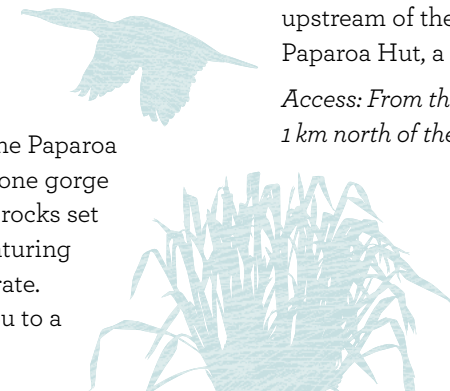 he Paparoa
one gorge
rocks set
turing
rate.
u to a
upstream of the
Paparoa Hut, a
Access: From th
1 km north of the